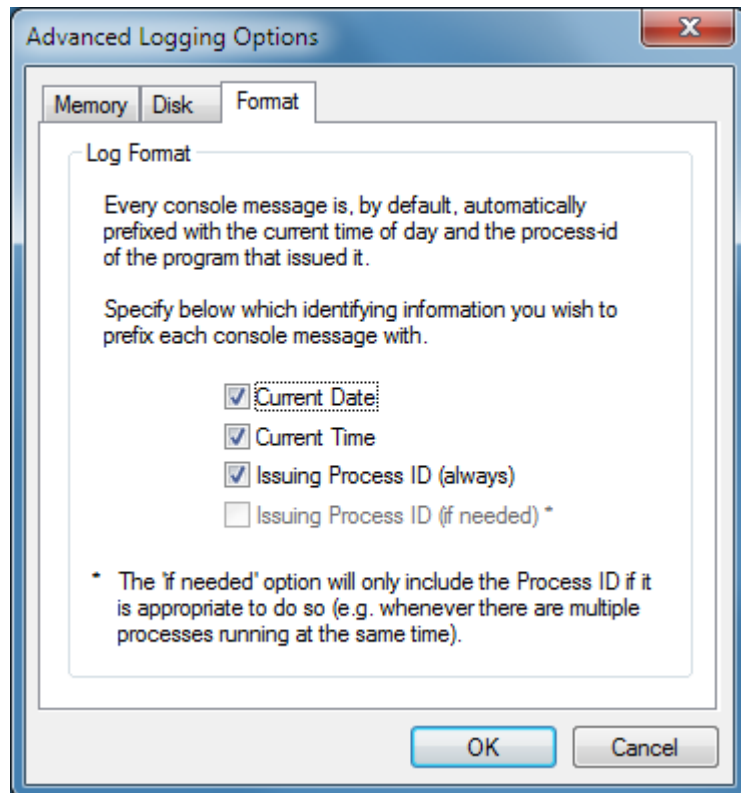 Advanced Logging Options
Memory Disk Format
Log Format
Every console message is, by default, automatically
prefixed with the current time of day and the process-id
of the program that issued it.
Specify below which identifying information you wish to
prefix each console message with.
Current Date
Current Time
Issuing Process ID (always)
Issuing Process ID (if needed) *
* The 'if needed' option will only include the Process ID if it
is appropriate to do so (e.g. whenever there are multiple
processes running at the same time).
OK Cancel